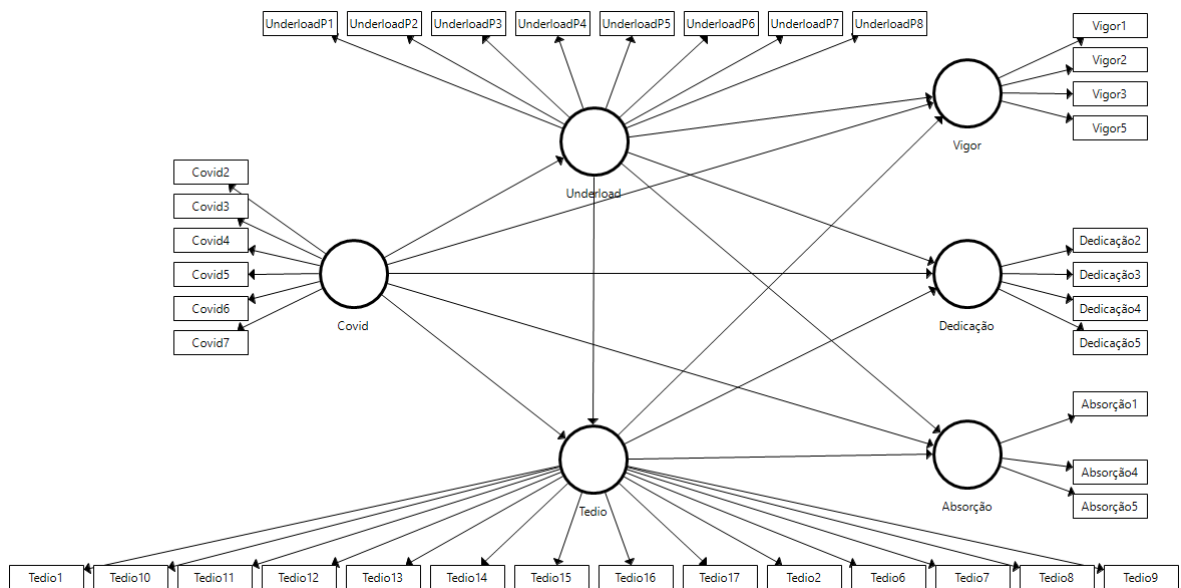 UnderloadP1 UnderloadP2 UnderloadP3 UnderloadP4 UnderloadP5 UnderloadP6 UnderloadP7 UnderloadP8
Vigor1
Vigor2
Vigor3
Vigor5
Vigor
Underload
Covid2
Covid3
Covid4
Covid5
Covid6
Covid7
Covid
Dedicação2
Dedicação3
Dedicação4
Dedicação5
Dedicação
Absorção1
Absorção4
Absorção5
Absorção
Tedio
Tedio1 Tedio10 Tedio11 Tedio12 Tedio13 Tedio14 Tedio15 Tedio16 Tedio17 Tedio2 Tedio6 Tedio7 Tedio8 Tedio9